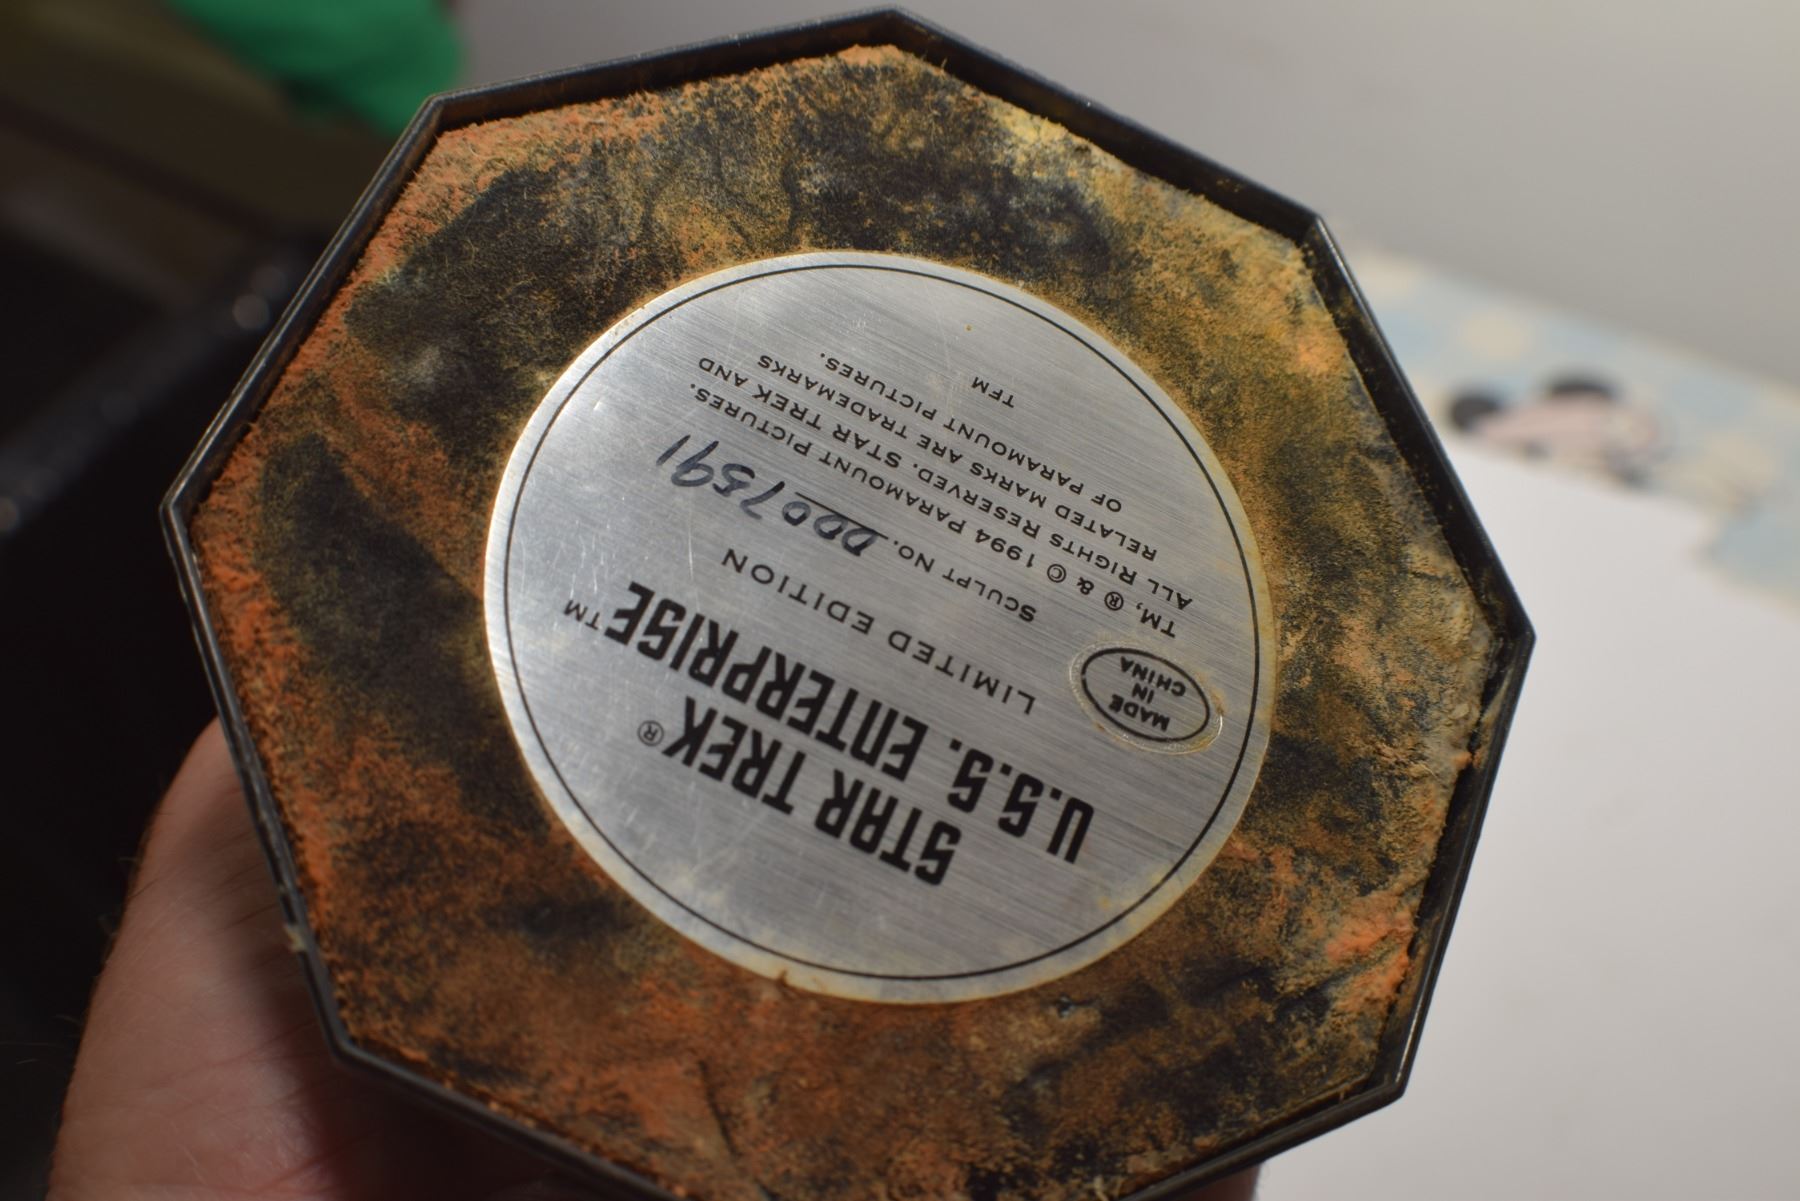 STAR TREK®
U.S.S. ENTERPRISE™
LIMITED EDITION
SCULPT NO. 0007591
TM, ® & © 1994 PARAMOUNT PICTURES.
ALL RIGHTS RESERVED. STAR TREK AND
RELATED MARKS ARE TRADEMARKS
OF PARAMOUNT PICTURES.
TFM
MADE
IN
CHINA